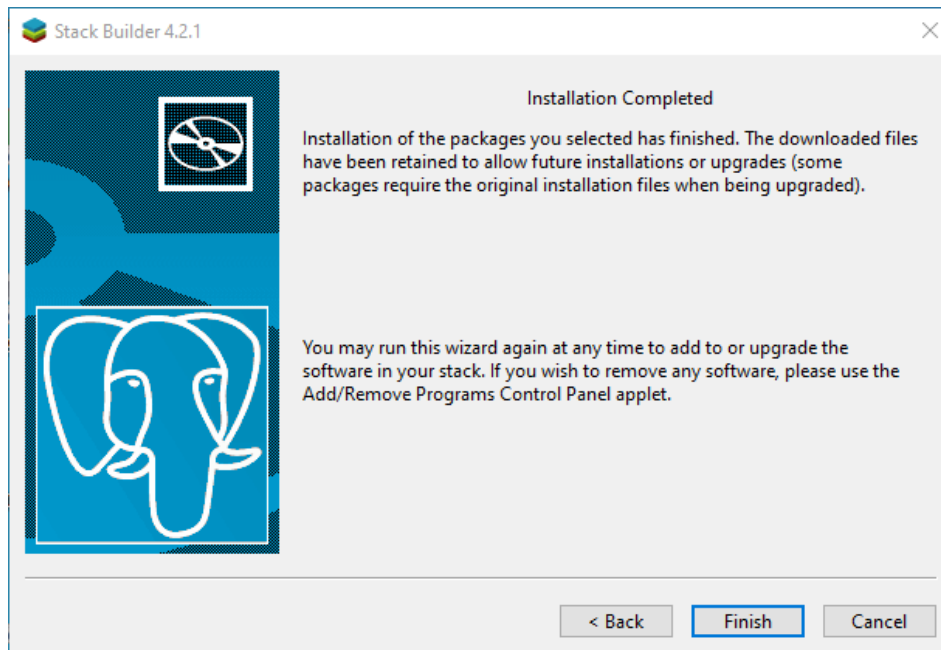 Stack Builder 4.2.1
Installation Completed
Installation of the packages you selected has finished. The downloaded files
have been retained to allow future installations or upgrades (some
packages require the original installation files when being upgraded).
You may run this wizard again at any time to add to or upgrade the
software in your stack. If you wish to remove any software, please use the
Add/Remove Programs Control Panel applet.
< Back
Finish
Cancel